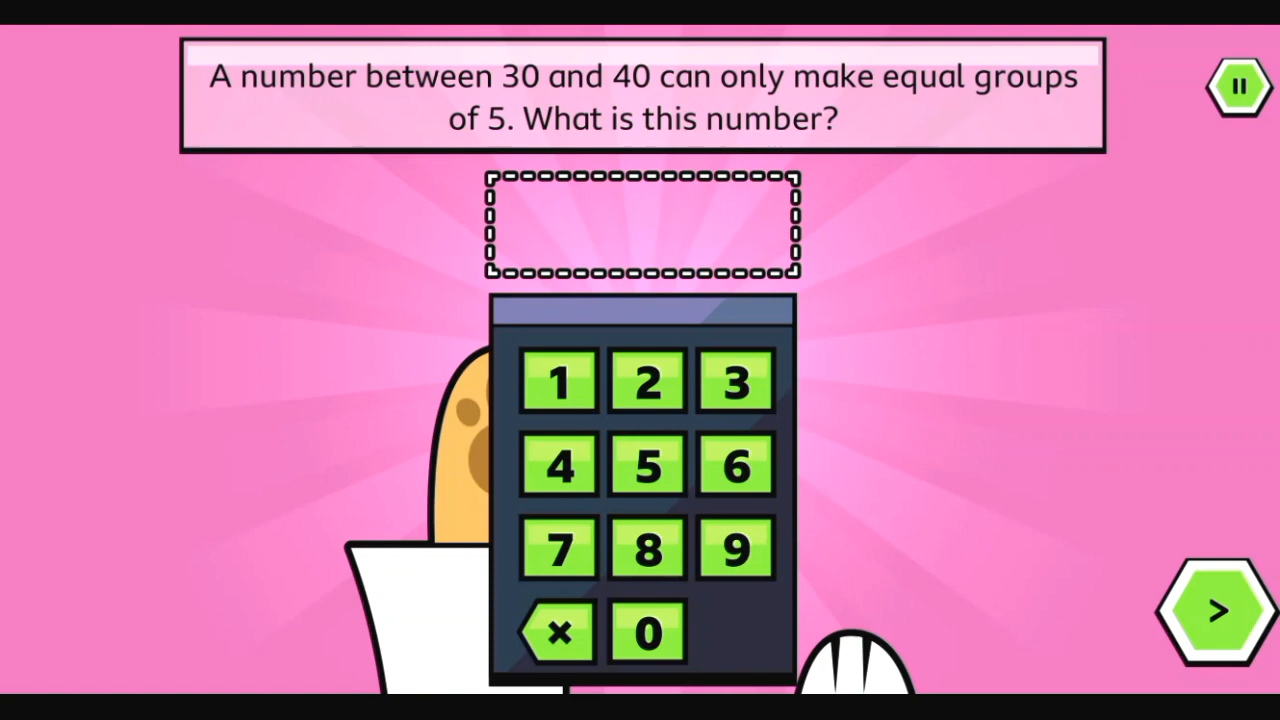 A number between 30 and 40 can only make equal groups
of 5. What is this number?
1 2 3
4 5 6
7 8 9
× 0
>